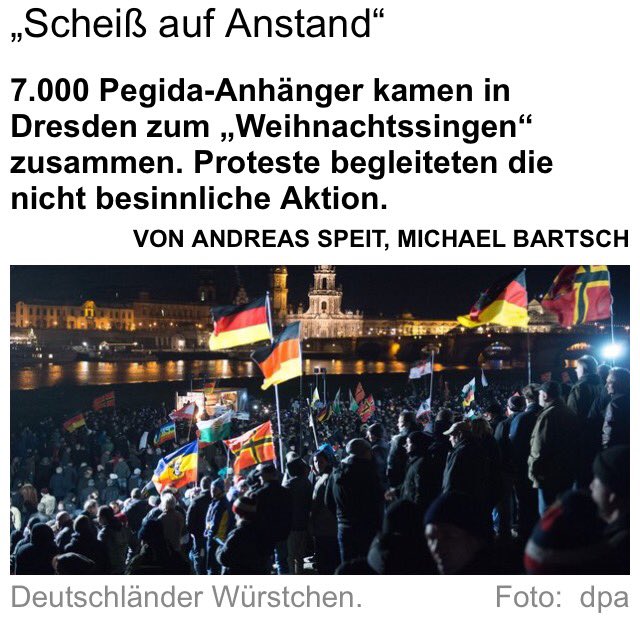 „Scheiß auf Anstand“
7.000 Pegida-Anhänger kamen in
Dresden zum „Weihnachtssingen“
zusammen. Proteste begleiteten die
nicht besinnliche Aktion.
VON ANDREAS SPEIT, MICHAEL BARTSCH
Deutschländer Würstchen. Foto: dpa